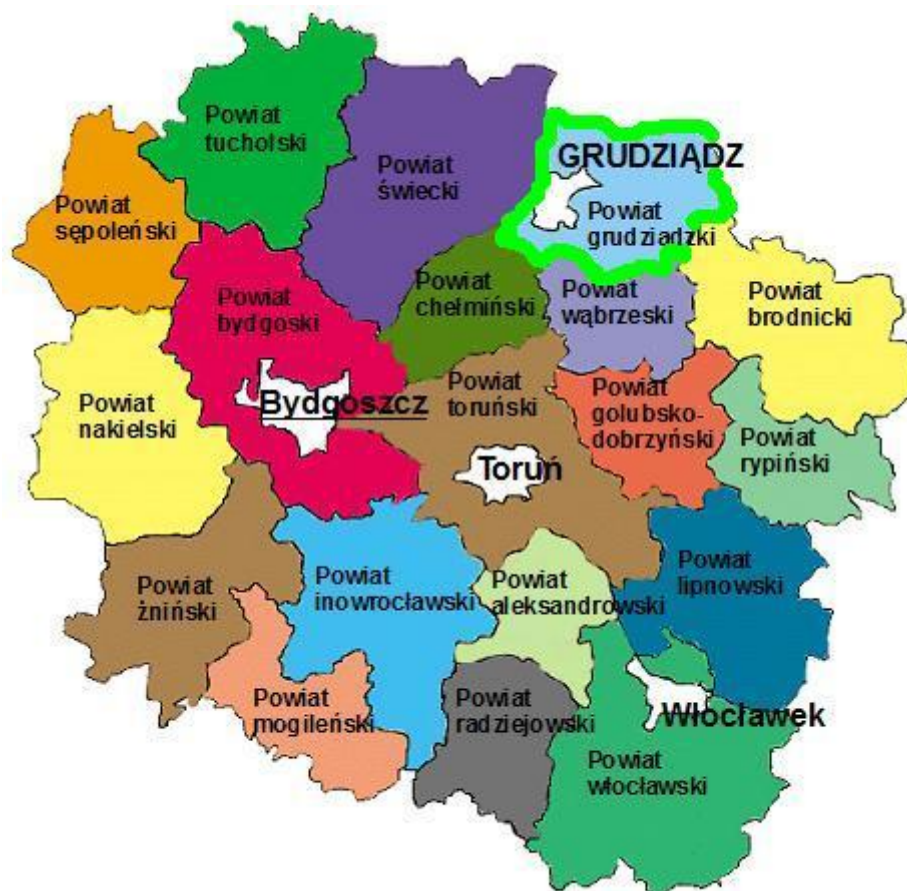 Powiat
tucholski
Powiat
świecki
GRUDZIĄDZ
Powiat
grudziadzki
Powiat
sępoleński
Powiat
bydgoski
Powiat
chełmiński
Powiat
wąbrzeski
Powiat
brodnicki
Powiat
nakielski
Bydgoszcz
Powiat
toruński
Powiat
golubsko-
dobrzyński
Powiat
rypiński
Toruń
Powiat
żniński
Powiat
inowrocławski
Powiat
aleksandrowski
Powiat
lipnowski
Powiat
mogileński
Powiat
radziejowski
Włocławek
Powiat
włocławski